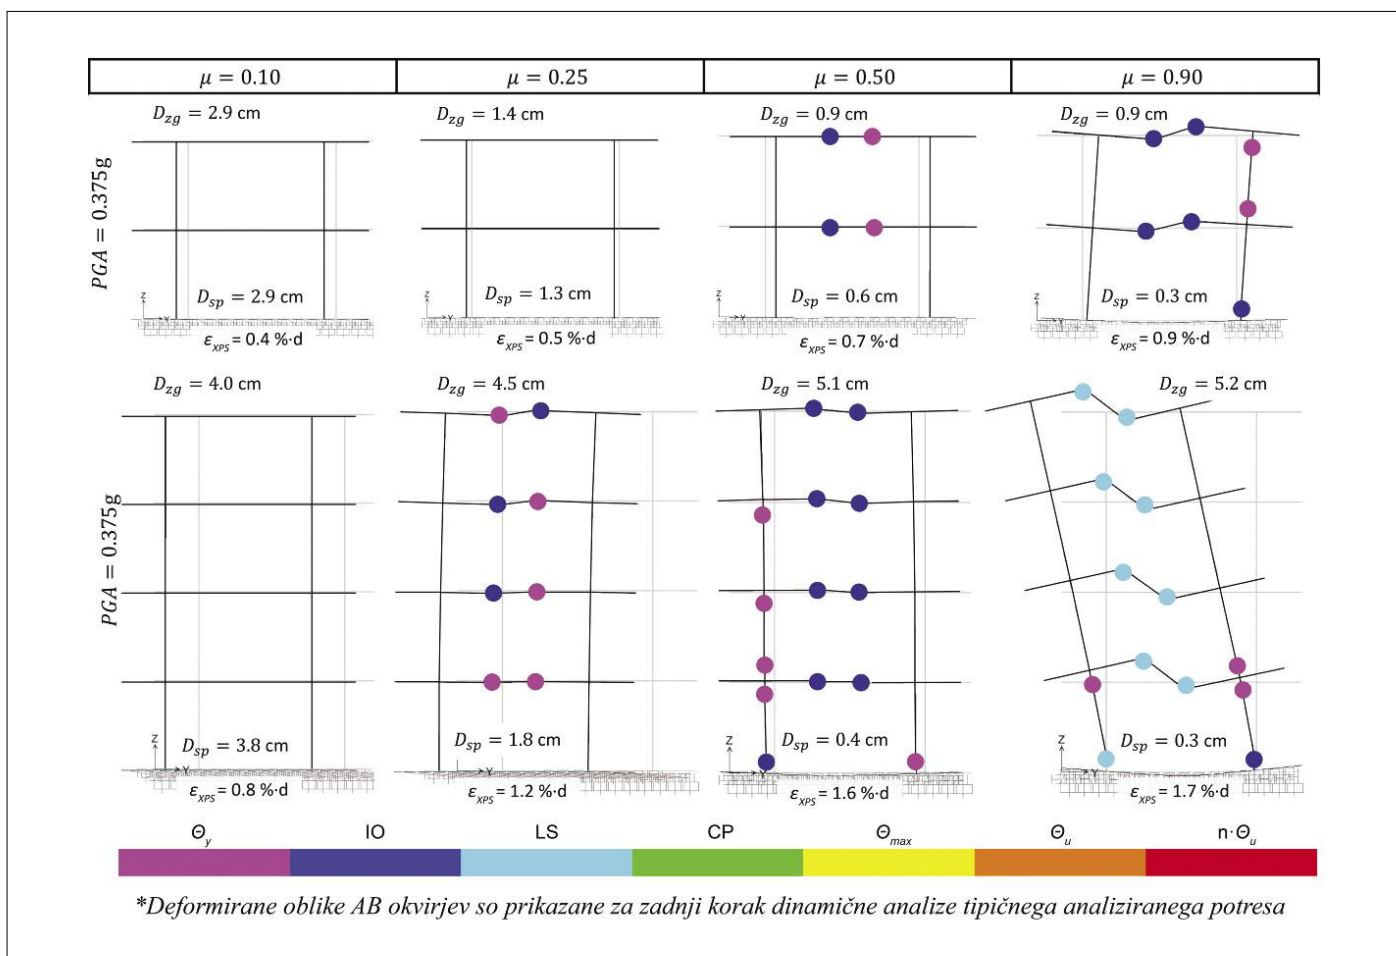 μ = 0.10 μ = 0.25 μ = 0.50 μ = 0.90
PGA = 0.375g
D_zg = 2.9 cm D_zg = 1.4 cm D_zg = 0.9 cm D_zg = 0.9 cm
D_sp = 2.9 cm D_sp = 1.3 cm D_sp = 0.6 cm D_sp = 0.3 cm
Z Y Z Y Z Y Z Y
ε_XPS = 0.4 %·d ε_XPS = 0.5 %·d ε_XPS = 0.7 %·d ε_XPS = 0.9 %·d
PGA = 0.375g
D_zg = 4.0 cm D_zg = 4.5 cm D_zg = 5.1 cm D_zg = 5.2 cm
D_sp = 3.8 cm D_sp = 1.8 cm D_sp = 0.4 cm D_sp = 0.3 cm
Z Y Y Z Y Z Y
ε_XPS = 0.8 %·d ε_XPS = 1.2 %·d ε_XPS = 1.6 %·d ε_XPS = 1.7 %·d
Θ_y IO LS CP Θ_max Θ_u n·Θ_u
*Deformirane oblike AB okvirjev so prikazane za zadnji korak dinamične analize tipičnega analiziranega potresa